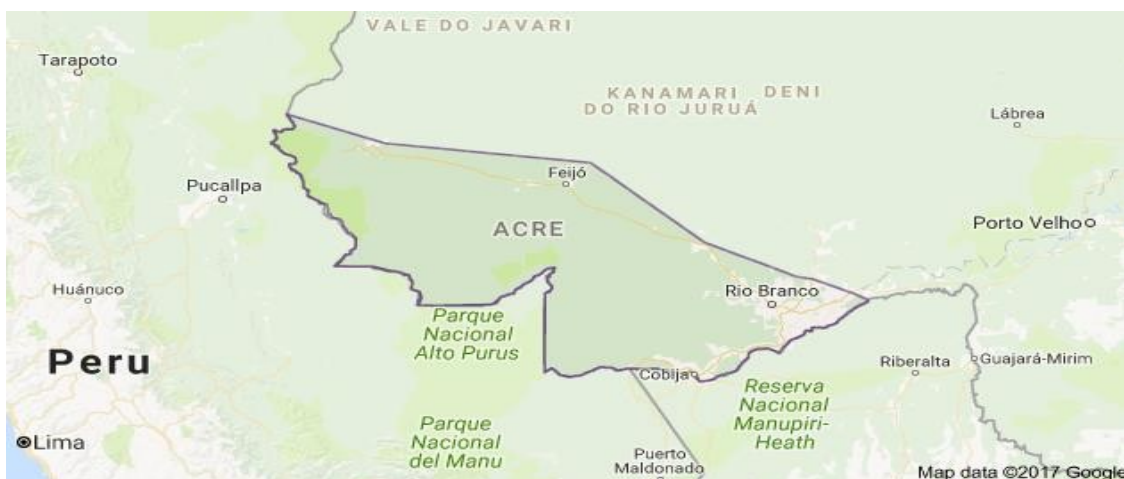 VALE DO JAVARI
Tarapoto
KANAMARI
DO RIO JURUÁ
DENI
Lábrea
Feijó
Pucallpa
ACRE
Porto Velho
Huánuco
Rio Branco
Parque
Nacional
Alto Purus
Peru
Cobija
Riberalta
Guajará-Mirim
Reserva
Nacional
Manupiri-
Heath
Parque
Nacional
del Manu
Lima
Puerto
Maldonado
Map data ©2017 Google